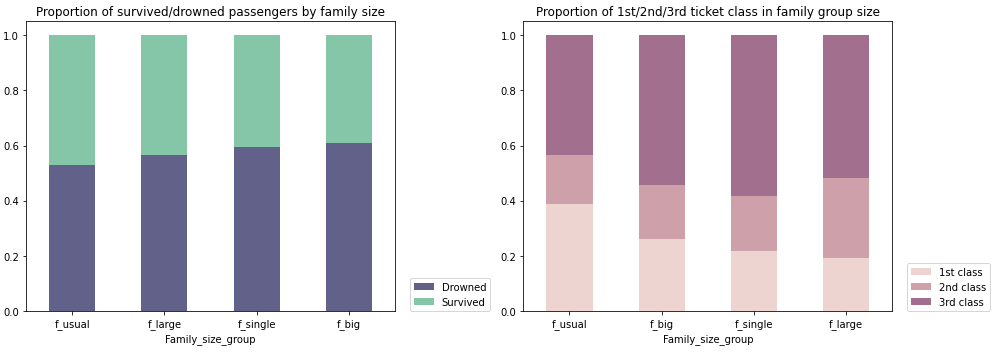 Proportion of survived/drowned passengers by family size
1.0
0.8
0.6
0.4
0.2
0.0
f_usual f_large f_single f_big
Family_size_group
Drowned
Survived
Proportion of 1st/2nd/3rd ticket class in family group size
1.0
0.8
0.6
0.4
0.2
0.0
f_usual f_big f_single f_large
Family_size_group
1st class
2nd class
3rd class